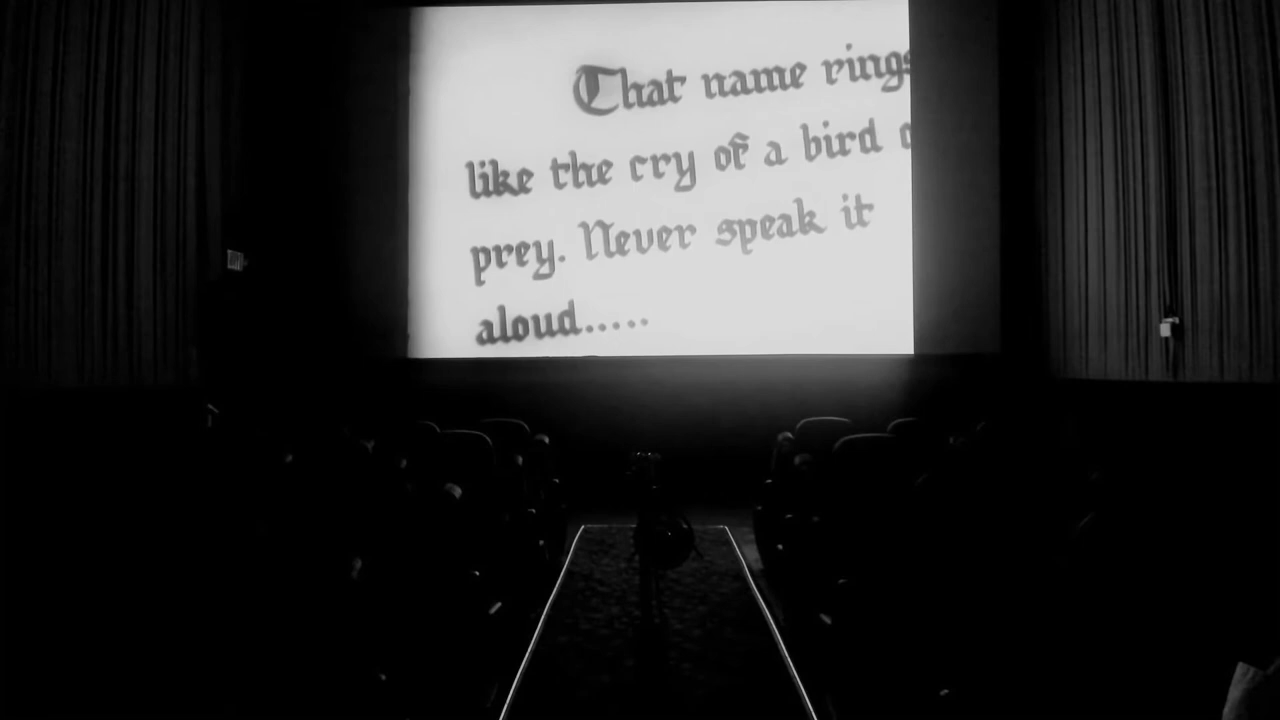 That name rings
like the cry of a bird o
prey. Never speak it
aloud.....